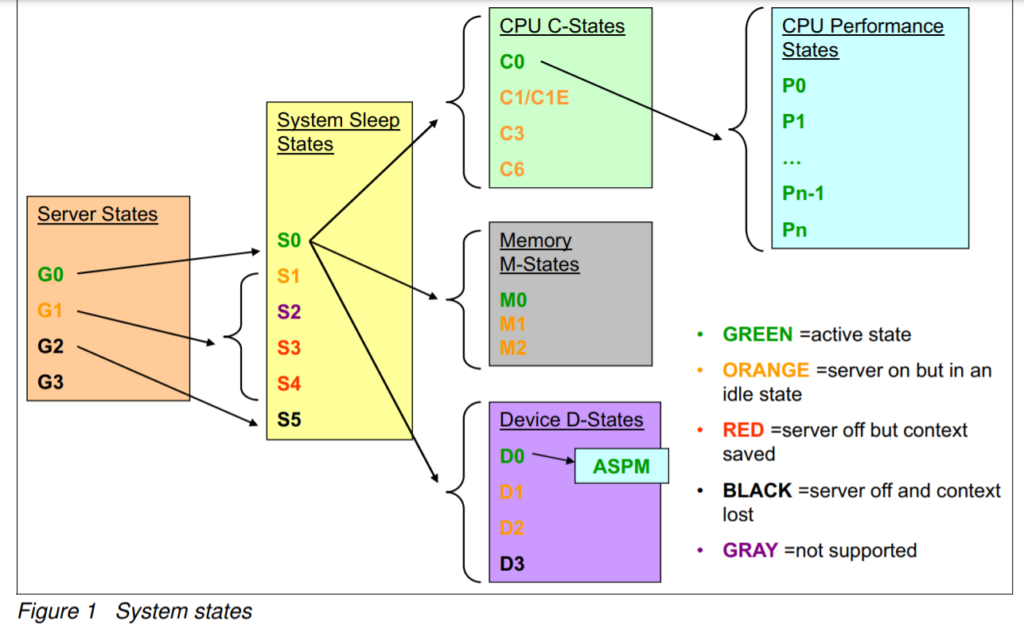 Server States
G0
G1
G2
G3
System Sleep
States
S0
S1
S2
S3
S4
S5
CPU C-States
C0
C1/C1E
C3
C6
Memory
M-States
M0
M1
M2
Device D-States
D0
ASPM
D1
D2
D3
CPU Performance
States
P0
P1
...
Pn-1
Pn
• GREEN =active state
• ORANGE =server on but in an
idle state
• RED =server off but context
saved
• BLACK =server off and context
lost
• GRAY =not supported
Figure 1 System states